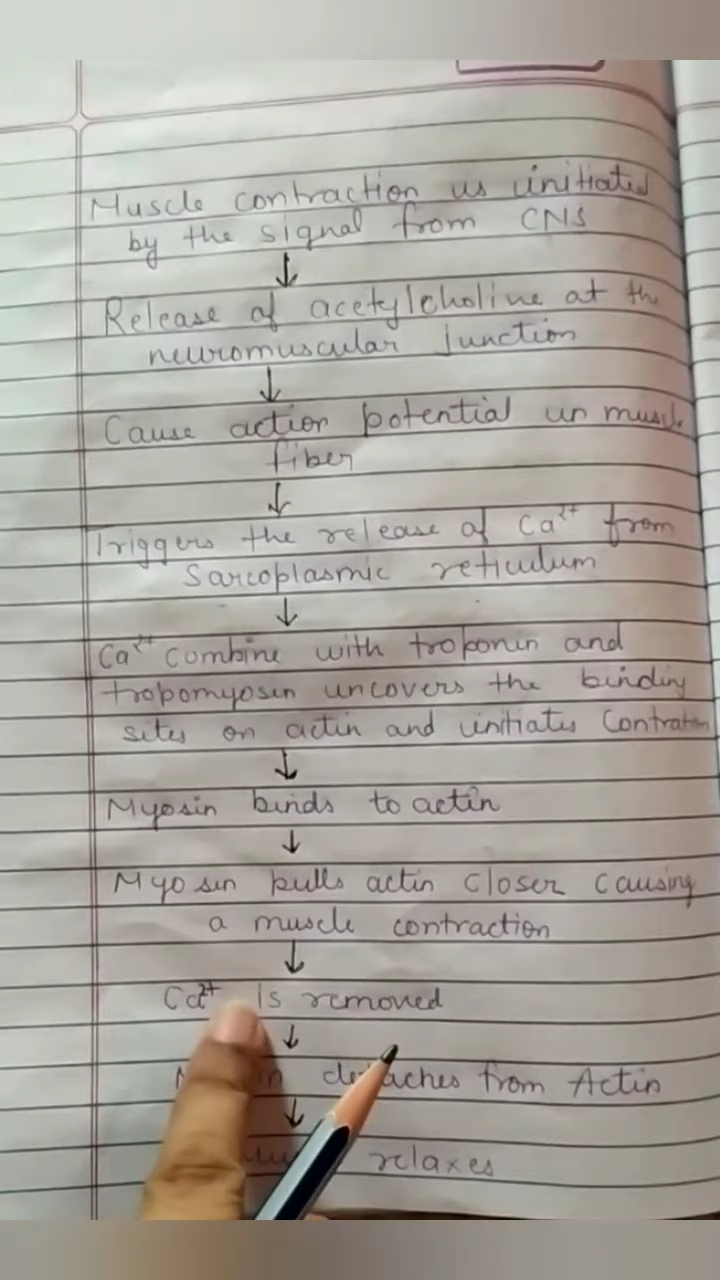 Muscle contraction is initiated
by the signal from CNS
↓
Release of acetylcholine at th
neuromuscular junction
↓
Cause action potential in muscle
fiber
↓
Triggers the release of Ca²⁺ from
Sarcoplasmic reticulum
↓
Ca²⁺ combine with troponin and
tropomyosin uncovers the binding
sites on actin and initiates Contration
↓
Myosin binds to actin
↓
Myosin pulls actin closer causing
a muscle contraction
↓
Ca²⁺ is removed
↓
detaches from Actin
↓
relaxes